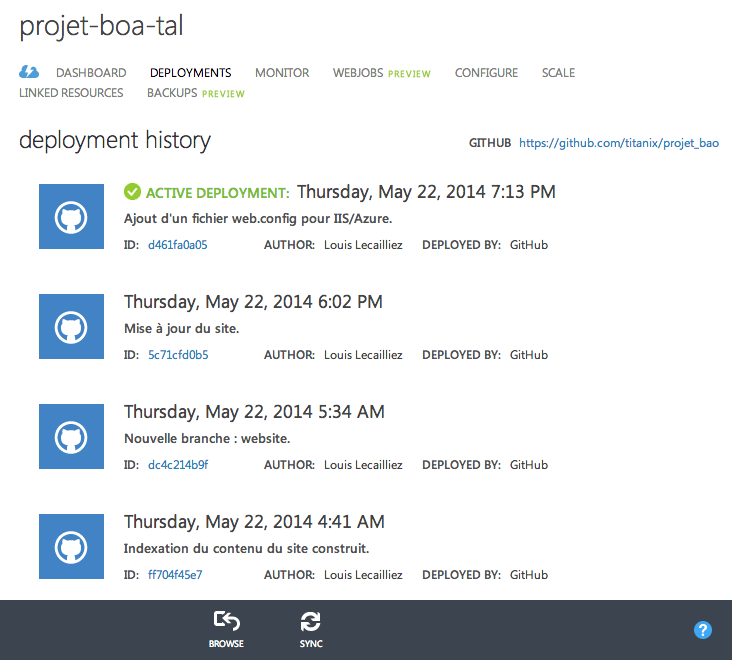 projet-boa-tal
DASHBOARD DEPLOYMENTS MONITOR WEBJOBS PREVIEW CONFIGURE SCALE
LINKED RESOURCES BACKUPS PREVIEW
deployment history GITHUB https://github.com/titanix/projet_bao
ACTIVE DEPLOYMENT: Thursday, May 22, 2014 7:13 PM
Ajout d'un fichier web.config pour IIS/Azure.
ID: d461fa0a05 AUTHOR: Louis Lecailliez DEPLOYED BY: GitHub
Thursday, May 22, 2014 6:02 PM
Mise à jour du site.
ID: 5c71cfd0b5 AUTHOR: Louis Lecailliez DEPLOYED BY: GitHub
Thursday, May 22, 2014 5:34 AM
Nouvelle branche : website.
ID: dc4c214b9f AUTHOR: Louis Lecailliez DEPLOYED BY: GitHub
Thursday, May 22, 2014 4:41 AM
Indexation du contenu du site construit.
ID: ff704f45e7 AUTHOR: Louis Lecailliez DEPLOYED BY: GitHub
BROWSE SYNC ?